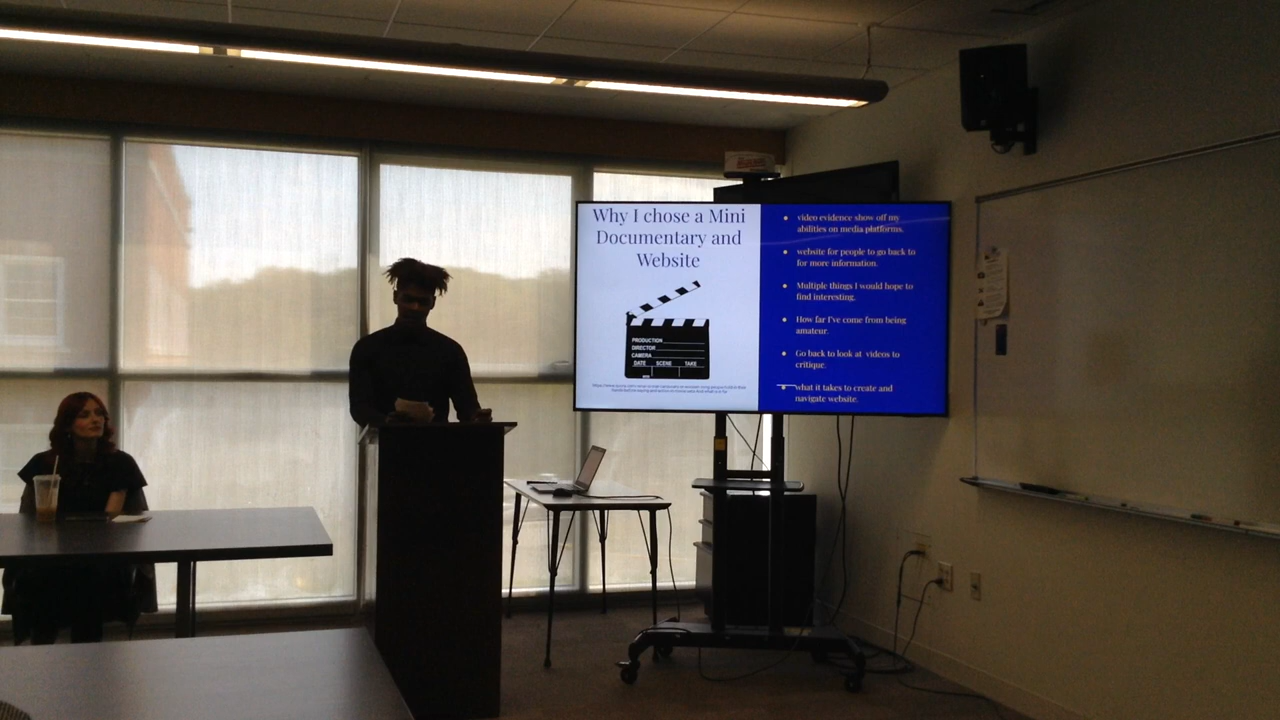 Why I chose a Mini
Documentary and
Website
PRODUCTION
DIRECTOR
CAMERA
DATE SCENE TAKE
video evidence show off my
abilities on media platforms.
website for people to go back to
for more information.
Multiple things I would hope to
find interesting.
How far I've come from being
amateur.
Go back to look at videos to
critique.
what it takes to create and
navigate website.